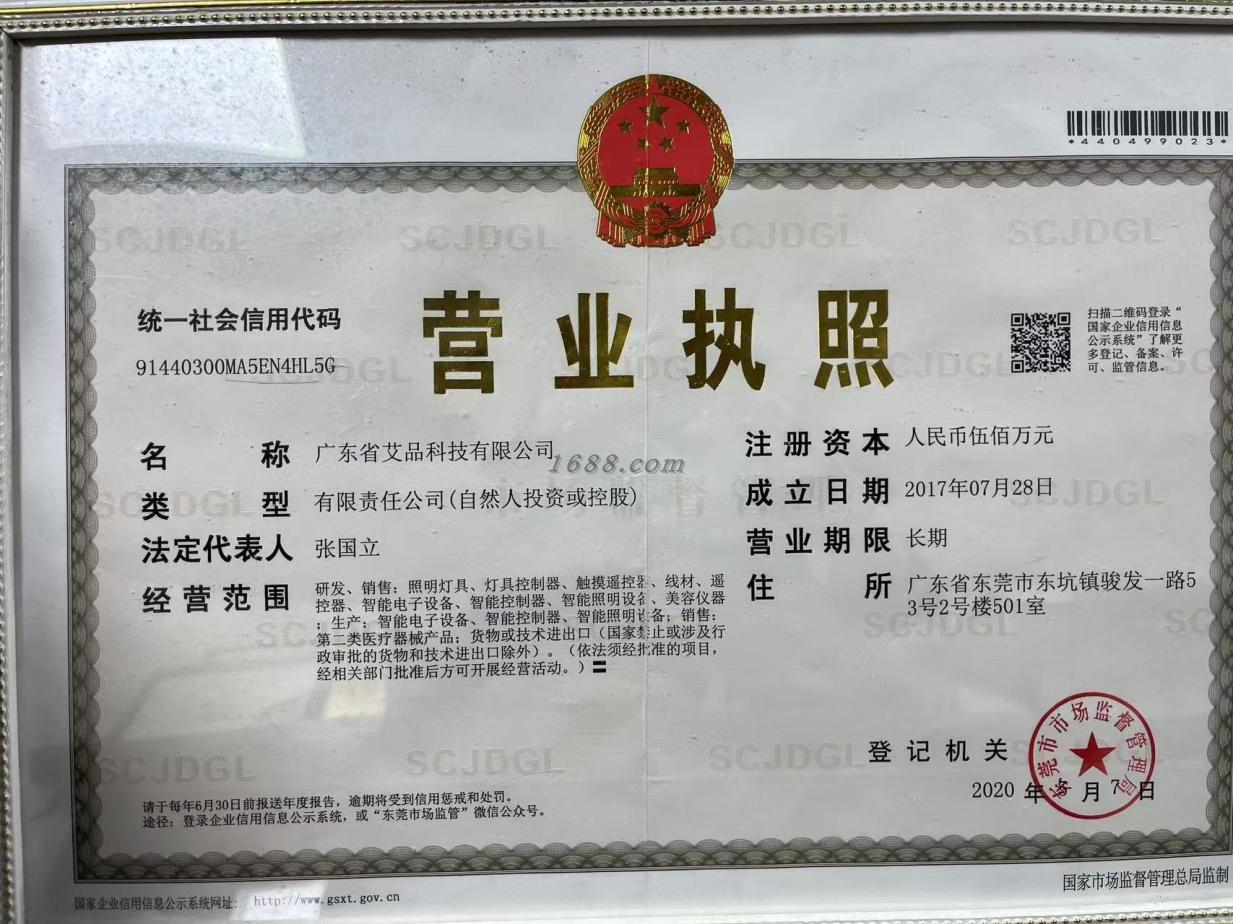 *440499023*
SCJDGL SCJDGL SCJDGL SCJDGL
营业执照
统一社会信用代码
91440300MA5EN4HL5G
扫描二维码登录“
国家企业信用信息
公示系统”了解更
多登记、备案、许
可、监管信息。
名称 广东省艾品科技有限公司
类型 有限责任公司(自然人投资或控股)
法定代表人 张国立
经营范围 研发、销售：照明灯具、灯具控制器、触摸遥控器、线材、遥
控器、智能电子设备、智能控制器、智能照明设备、美容仪器
；生产：智能电子设备、智能控制器、智能照明设备；销售：
第二类医疗器械产品；货物或技术进出口（国家禁止或涉及行
政审批的货物和技术进出口除外）。（依法须经批准的项目，
经相关部门批准后方可开展经营活动。）
注册资本 人民币伍佰万元
成立日期 2017年07月28日
营业期限 长期
住所 广东省东莞市东坑镇骏发一路5
3号2号楼501室
1688.com
SCJDGL SCJDGL SCJDGL
登记机关
东莞市市场监督管理局
2020年5月7日
请于每年6月30日前报送年度报告，逾期将受到信用惩戒和处罚。
途径：登录企业信用信息公示系统，或“东莞市场监管”微信公众号。
国家企业信用信息公示系统网址：http://www.gsxt.gov.cn
国家市场监督管理总局监制